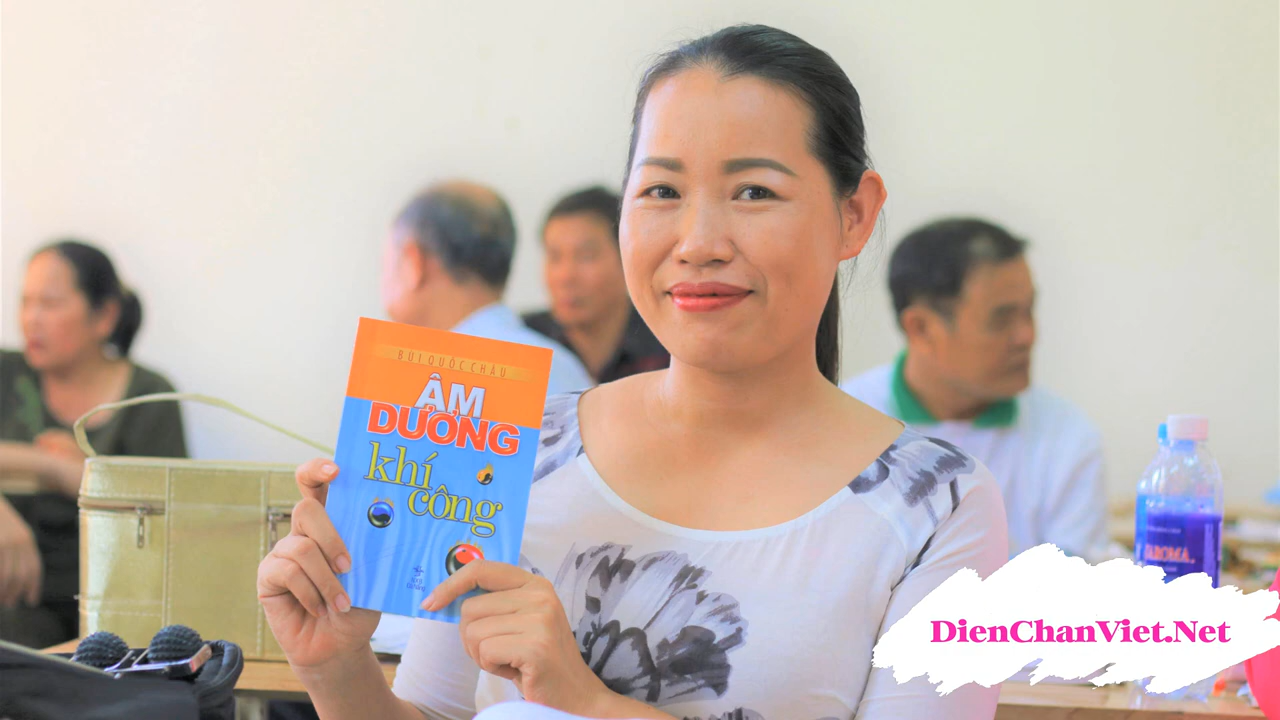 BÙI QUỐC CHÂU
ÂM
DƯƠNG
khí
công
DienChanViet.Net